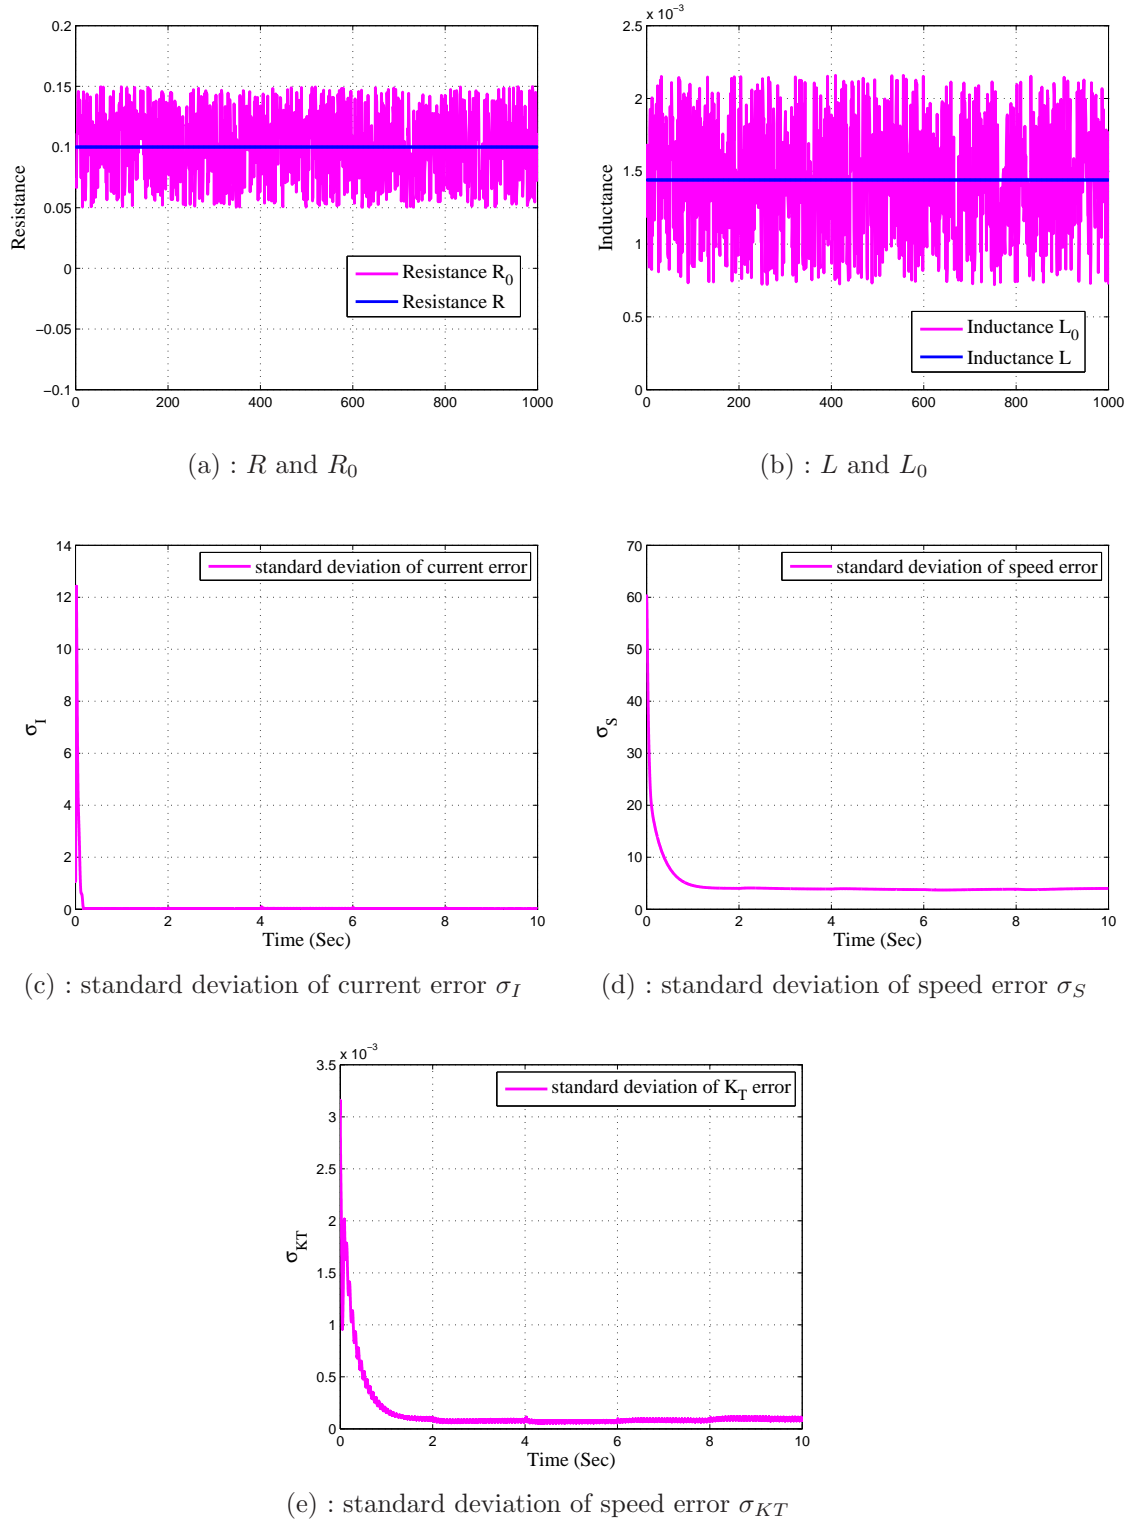 0.2
0.15
0.1
0.05
0
−0.05
−0.1
Resistance
0 200 400 600 800 1000
Resistance R0
Resistance R
(a) : R and R0
x 10−3
2.5
2
1.5
1
0.5
0
Inductance
0 200 400 600 800 1000
Inductance L0
Inductance L
(b) : L and L0
14
12
10
8
6
4
2
0
σI
standard deviation of current error
0 2 4 6 8 10
Time (Sec)
(c) : standard deviation of current error σI
70
60
50
40
30
20
10
0
σS
standard deviation of speed error
0 2 4 6 8 10
Time (Sec)
(d) : standard deviation of speed error σS
x 10−3
3.5
3
2.5
2
1.5
1
0.5
0
σKT
standard deviation of KT error
0 2 4 6 8 10
Time (Sec)
(e) : standard deviation of speed error σKT